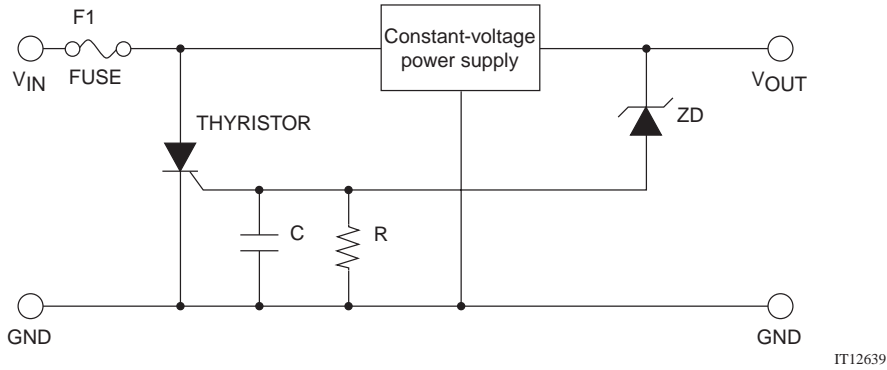 F1
FUSE
VIN
Constant-voltage
power supply
VOUT
THYRISTOR
ZD
C
R
GND
GND
IT12639